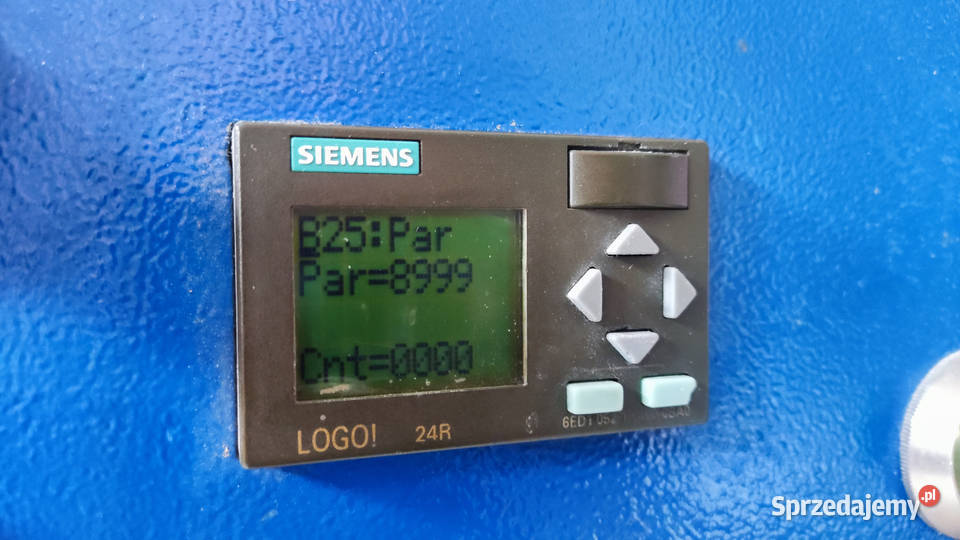 SIEMENS
B25:Par
Par=8999
Cnt=0000
LOGO! 24R
6ED1 052
Sprzedajemy.pl